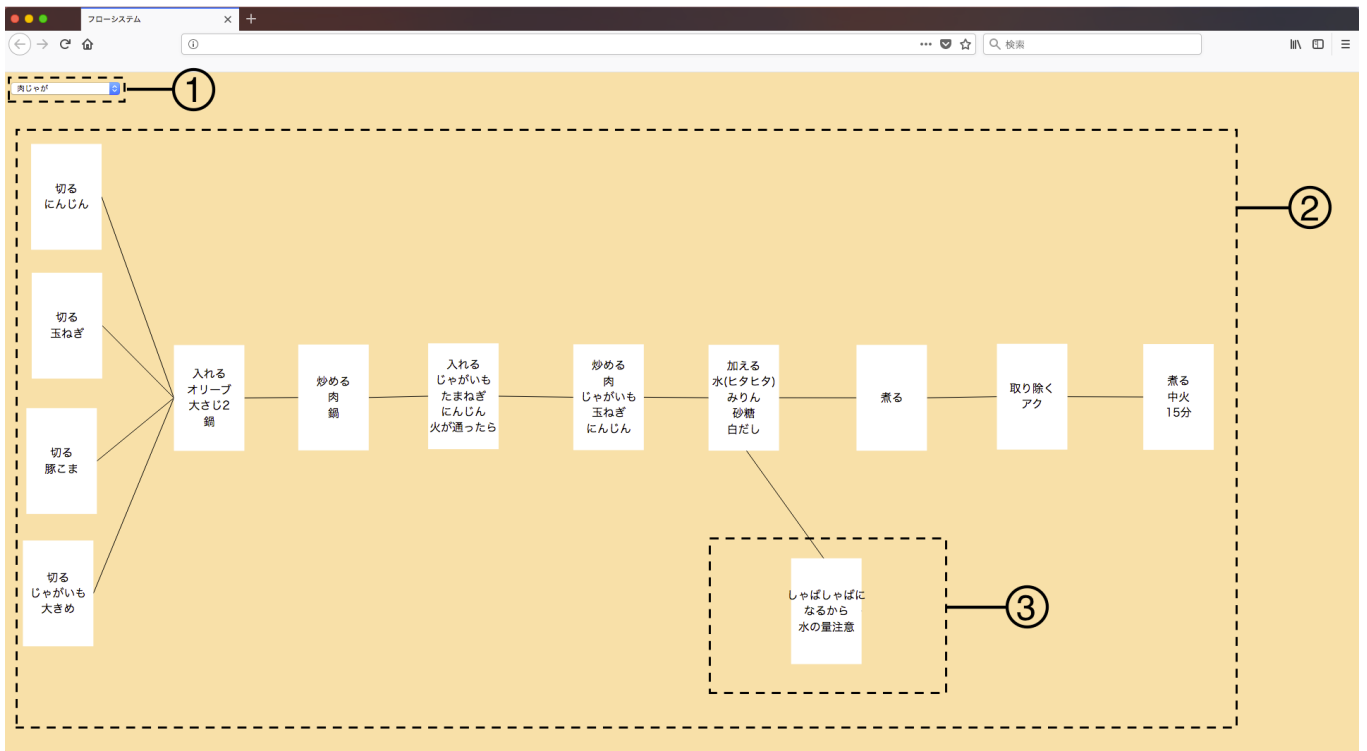 フローシステム
検索
肉じゃが
①
②
切る
にんじん
切る
玉ねぎ
切る
豚こま
切る
じゃがいも
大きめ
入れる
オリーブ
大さじ2
鍋
炒める
肉
鍋
入れる
じゃがいも
たまねぎ
にんじん
火が通ったら
炒める
肉
じゃがいも
玉ねぎ
にんじん
加える
水(ヒタヒタ)
みりん
砂糖
白だし
煮る
取り除く
アク
煮る
中火
15分
しゃばしゃばに
なるから
水の量注意
③